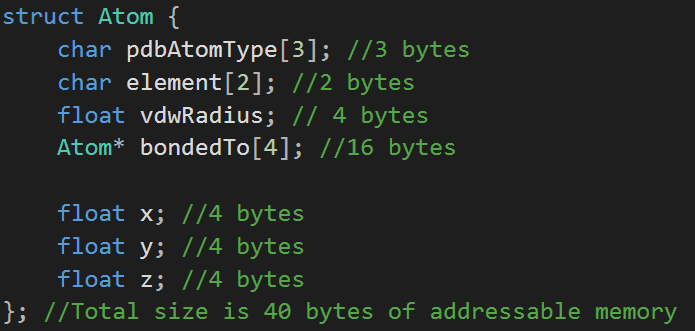 struct Atom {
    char pdbAtomType[3]; //3 bytes
    char element[2]; //2 bytes
    float vdwRadius; // 4 bytes
    Atom* bondedTo[4]; //16 bytes
    float x; //4 bytes
    float y; //4 bytes
    float z; //4 bytes
}; //Total size is 40 bytes of addressable memory